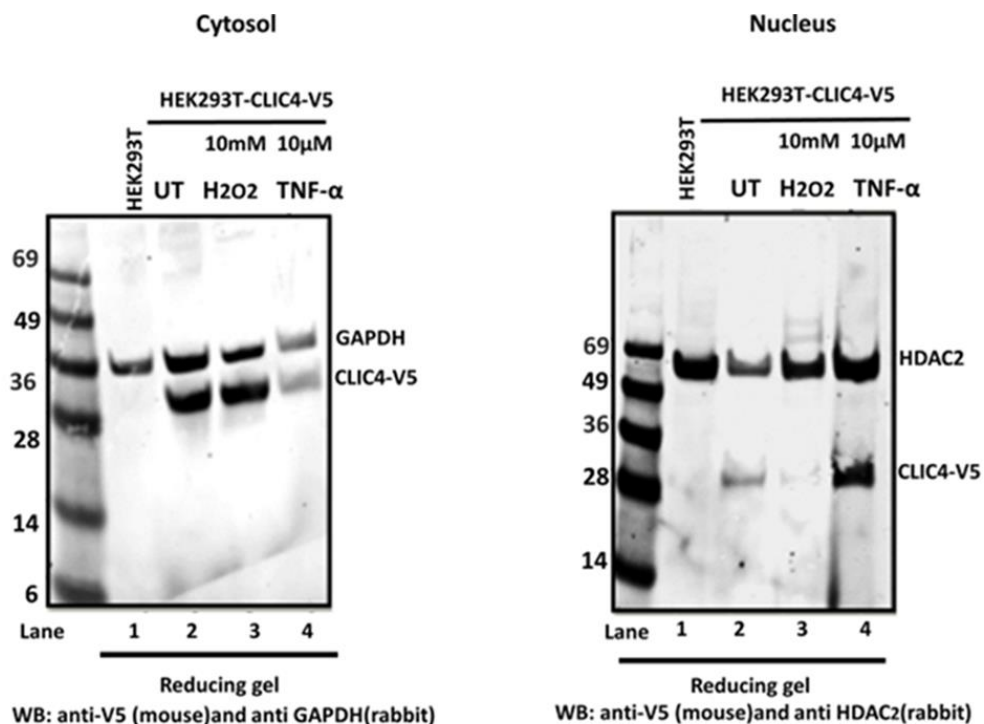 Cytosol
HEK293T-CLIC4-V5
HEK293T
10mM 10µM
UT H2O2 TNF-α
69
49
36
28
14
6
GAPDH
CLIC4-V5
Lane 1 2 3 4
Reducing gel
WB: anti-V5 (mouse)and anti GAPDH(rabbit)
Nucleus
HEK293T-CLIC4-V5
HEK293T
10mM 10µM
UT H2O2 TNF-α
69
49
36
28
14
HDAC2
CLIC4-V5
Lane 1 2 3 4
Reducing gel
WB: anti-V5 (mouse)and anti HDAC2(rabbit)